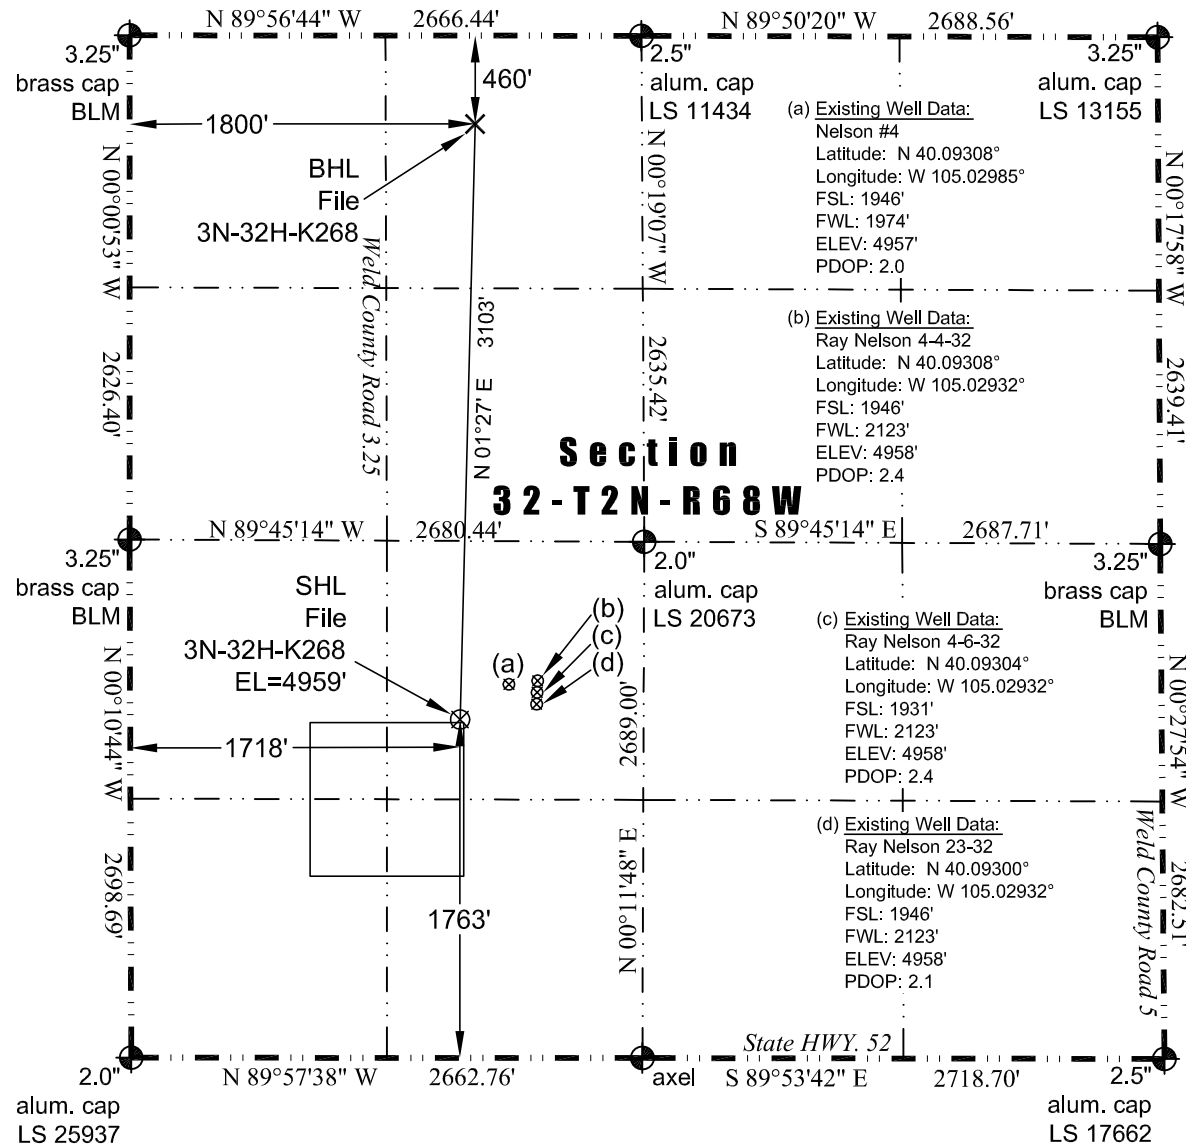 N 89°56'44" W 2666.44' N 89°50'20" W 2688.56'
3.25"
brass cap
BLM
2.5"
alum. cap
LS 11434
3.25"
alum. cap
LS 13155
460'
1800'
BHL
File
3N-32H-K268
(a) Existing Well Data:
Nelson #4
Latitude: N 40.09308°
Longitude: W 105.02985°
FSL: 1946'
FWL: 1974'
ELEV: 4957'
PDOP: 2.0
N 00°00'53" W
2626.40'
Weld County Road 3.25
N 01°27' E 3103'
N 00°19'07" W
2635.42'
N 00°17'58" W
2639.41'
(b) Existing Well Data:
Ray Nelson 4-4-32
Latitude: N 40.09308°
Longitude: W 105.02932°
FSL: 1946'
FWL: 2123'
ELEV: 4958'
PDOP: 2.4
Section
32-T2N-R68W
N 89°45'14" W 2680.44' S 89°45'14" E 2687.71'
3.25"
brass cap
BLM
2.0"
alum. cap
LS 20673
3.25"
brass cap
BLM
SHL
File
3N-32H-K268
EL=4959'
(a)
(b)
(c)
(d)
(c) Existing Well Data:
Ray Nelson 4-6-32
Latitude: N 40.09304°
Longitude: W 105.02932°
FSL: 1931'
FWL: 2123'
ELEV: 4958'
PDOP: 2.4
1718'
N 00°10'44" W
2698.69'
2689.00'
N 00°11'48" E
N 00°27'54" W
2682.51'
Weld County Road 5
(d) Existing Well Data:
Ray Nelson 23-32
Latitude: N 40.09300°
Longitude: W 105.02932°
FSL: 1946'
FWL: 2123'
ELEV: 4958'
PDOP: 2.1
1763'
State HWY. 52
N 89°57'38" W 2662.76' S 89°53'42" E 2718.70'
2.0"
alum. cap
LS 25937
axel
2.5"
alum. cap
LS 17662